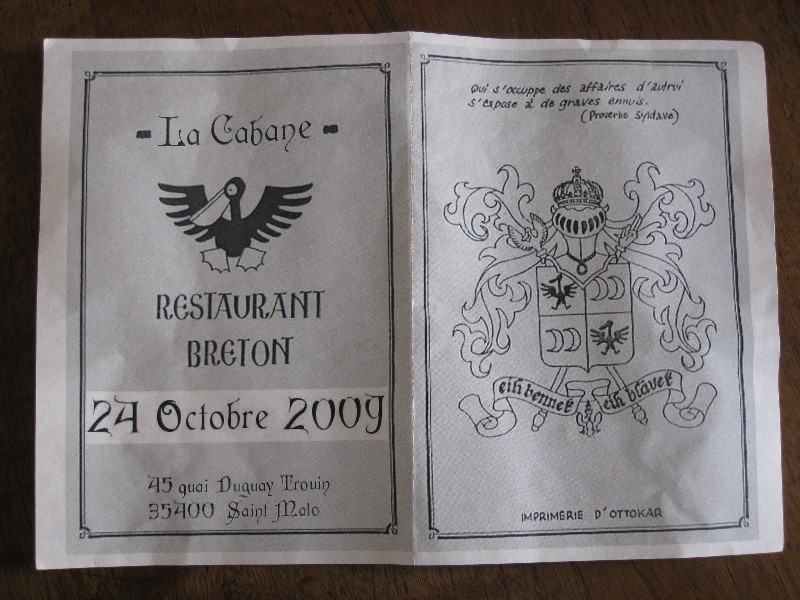 La Cabane
RESTAURANT
BRETON
24 Octobre 2009
45 quai Duguay Trouin
35400 Saint Malo
Qui s'occuppe des affaires d'autrui
s'expose à de graves ennuis.
(Proverbe Syldave)
eih bennek eih blavek
IMPRIMERIE D'OTTOKAR